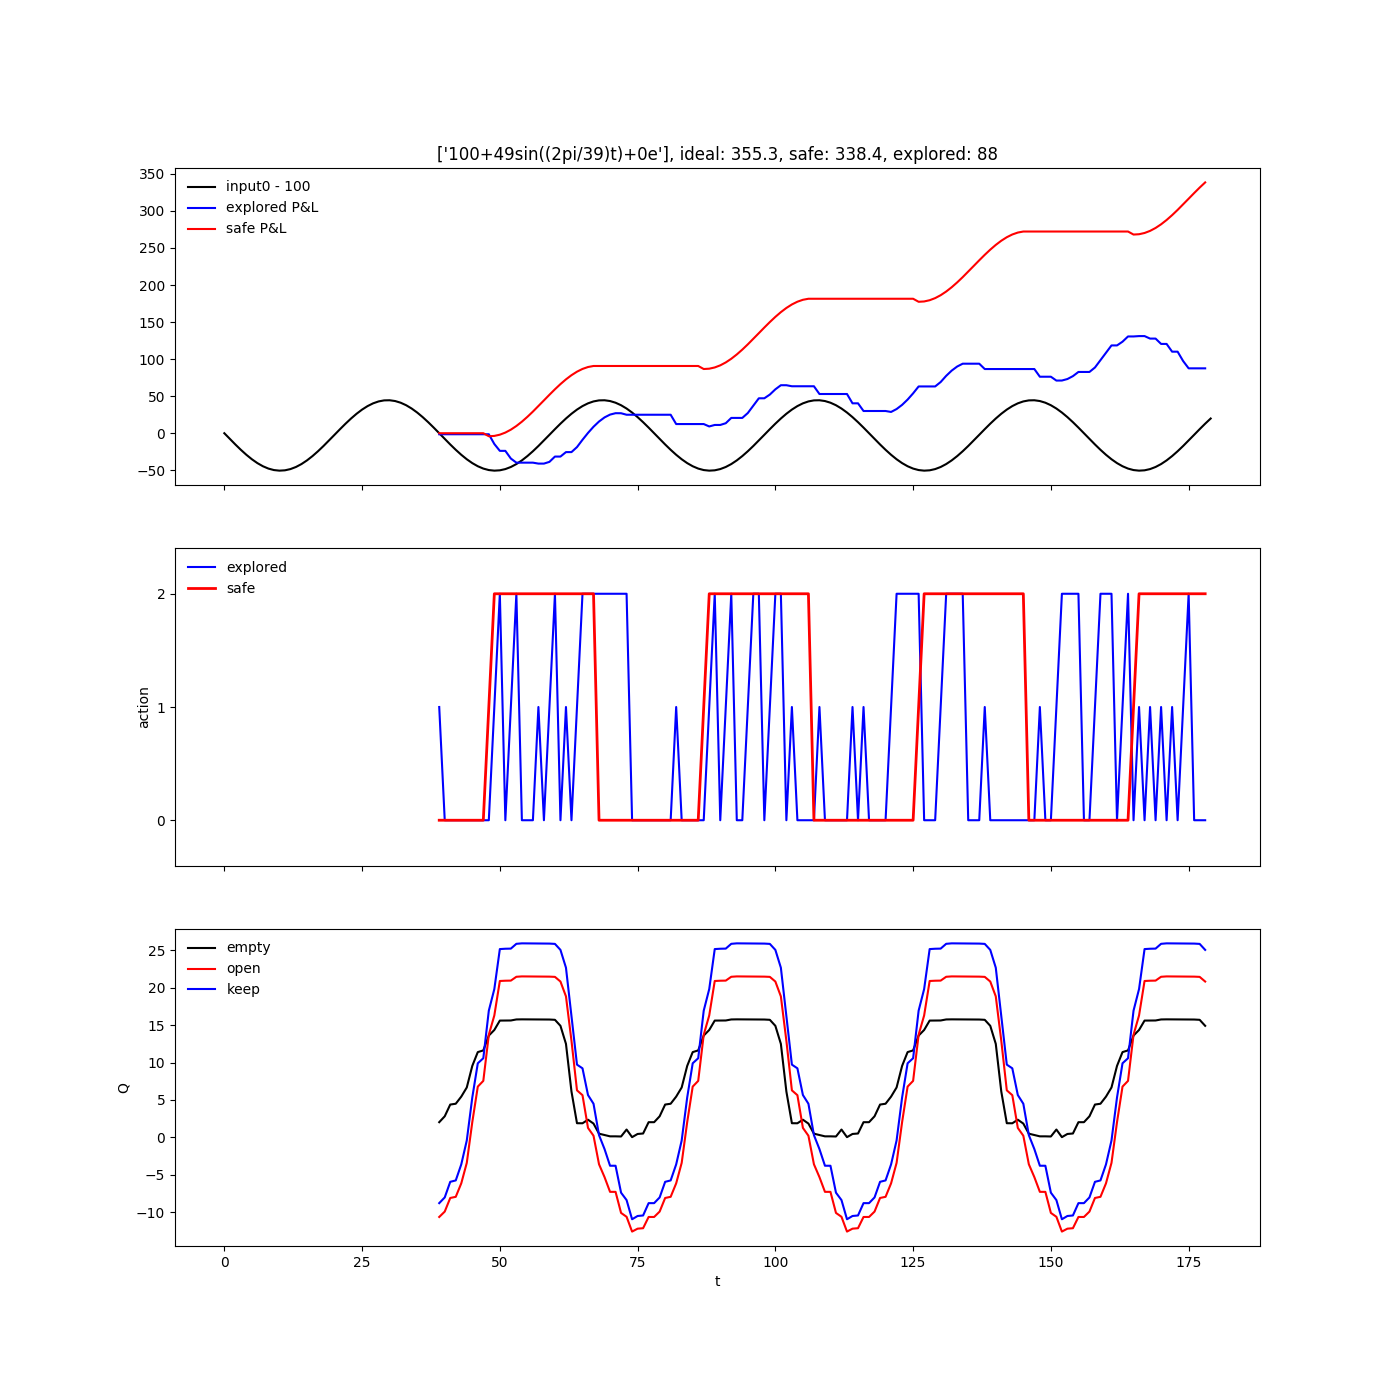 ['100+49sin((2pi/39)t)+0e'], ideal: 355.3, safe: 338.4, explored: 88
350
300
250
200
150
100
50
0
−50
input0 - 100
explored P&L
safe P&L
action
2
1
0
explored
safe
Q
25
20
15
10
5
0
−5
−10
empty
open
keep
0 25 50 75 100 125 150 175
t